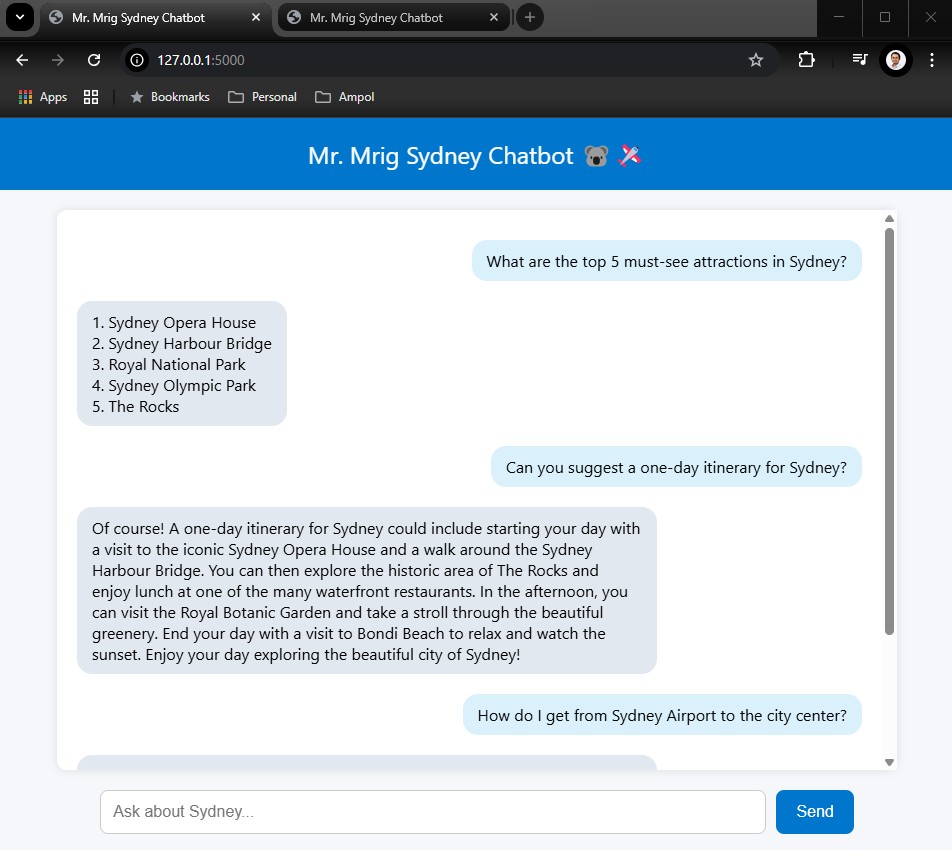 Mr. Mrig Sydney Chatbot
Mr. Mrig Sydney Chatbot
127.0.0.1:5000
Apps
Bookmarks
Personal
Ampol
Mr. Mrig Sydney Chatbot 🐨 🛩️
What are the top 5 must-see attractions in Sydney?
1. Sydney Opera House
2. Sydney Harbour Bridge
3. Royal National Park
4. Sydney Olympic Park
5. The Rocks
Can you suggest a one-day itinerary for Sydney?
Of course! A one-day itinerary for Sydney could include starting your day with
a visit to the iconic Sydney Opera House and a walk around the Sydney
Harbour Bridge. You can then explore the historic area of The Rocks and
enjoy lunch at one of the many waterfront restaurants. In the afternoon, you
can visit the Royal Botanic Garden and take a stroll through the beautiful
greenery. End your day with a visit to Bondi Beach to relax and watch the
sunset. Enjoy your day exploring the beautiful city of Sydney!
How do I get from Sydney Airport to the city center?
Ask about Sydney...
Send